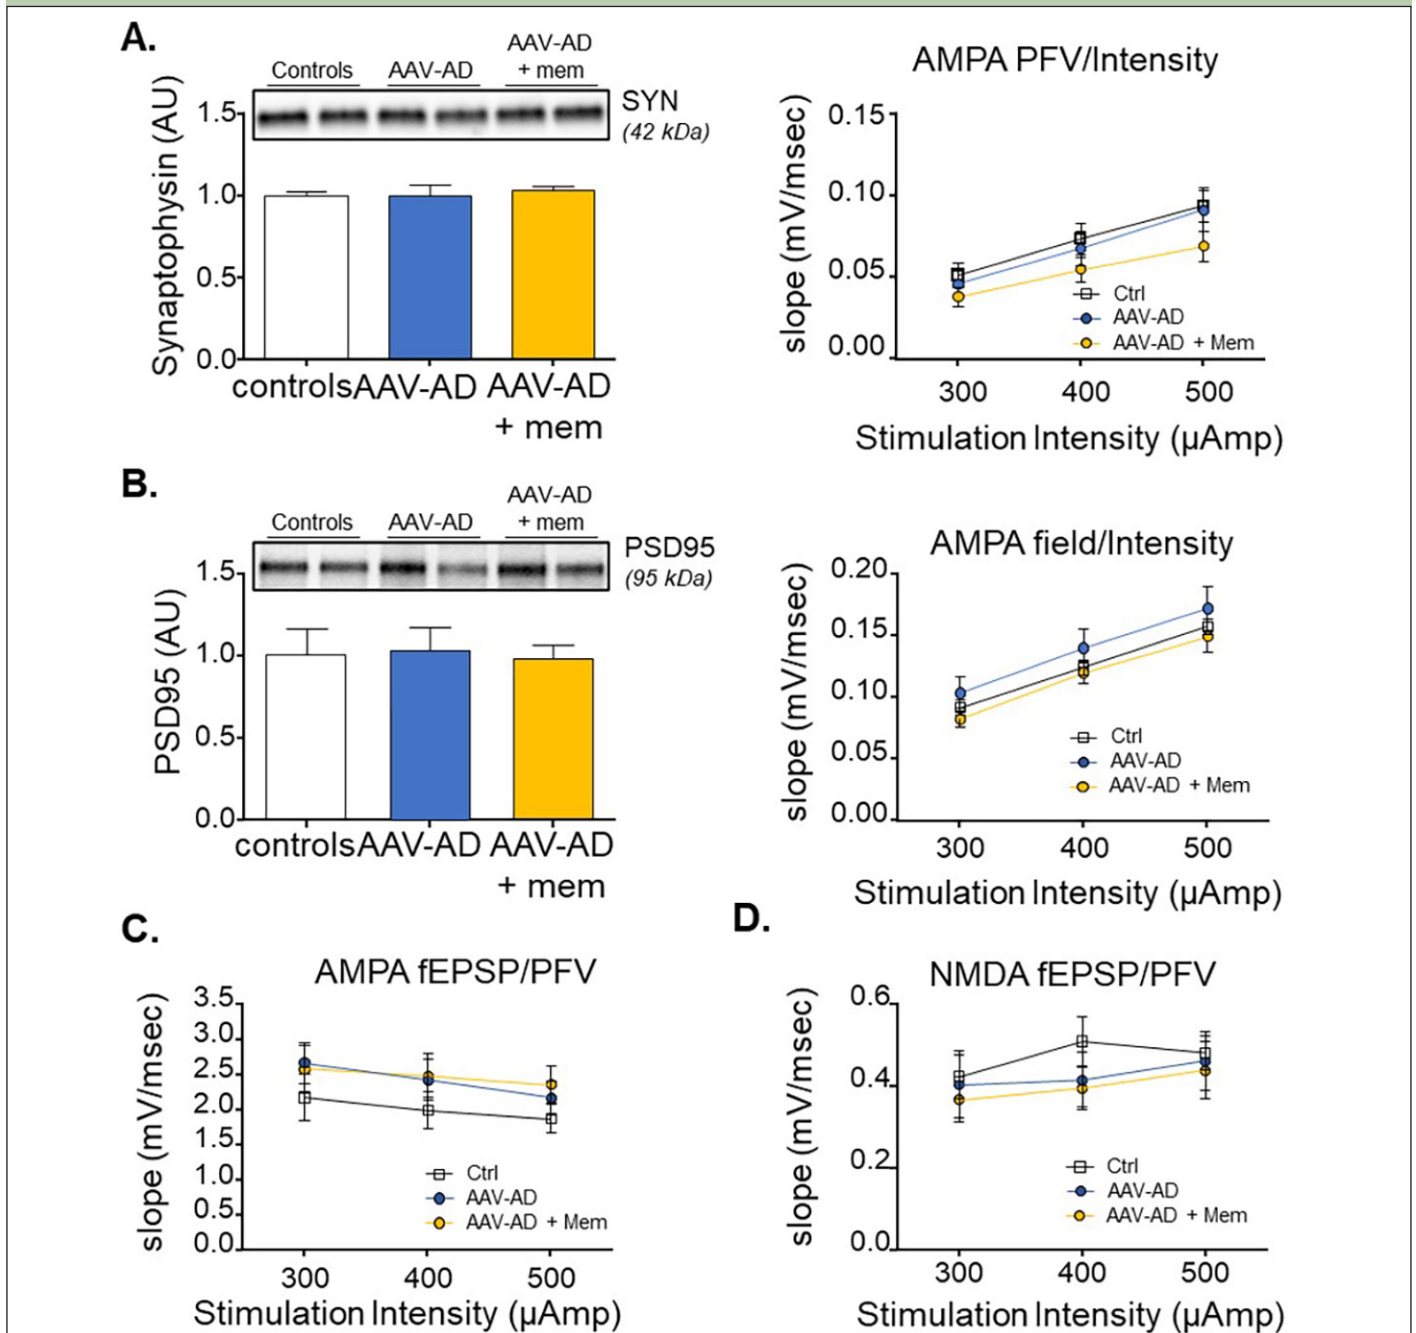 A.
Controls
AAV-AD
AAV-AD
+ mem
SYN
(42 kDa)
Synaptophysin (AU)
1.5
1.0
0.5
0.0
controls
AAV-AD
AAV-AD
+ mem
AMPA PFV/Intensity
slope (mV/msec)
0.15
0.10
0.05
0.00
Ctrl
AAV-AD
AAV-AD + Mem
300
400
500
Stimulation Intensity (µAmp)
B.
Controls
AAV-AD
AAV-AD
+ mem
PSD95
(95 kDa)
PSD95 (AU)
1.5
1.0
0.5
0.0
controls
AAV-AD
AAV-AD
+ mem
AMPA field/Intensity
slope (mV/msec)
0.20
0.15
0.10
0.05
0.00
Ctrl
AAV-AD
AAV-AD + Mem
300
400
500
Stimulation Intensity (µAmp)
C.
AMPA fEPSP/PFV
slope (mV/msec)
3.5
3.0
2.5
2.0
1.5
1.0
0.5
0.0
Ctrl
AAV-AD
AAV-AD + Mem
300
400
500
Stimulation Intensity (µAmp)
D.
NMDA fEPSP/PFV
slope (mV/msec)
0.6
0.4
0.2
0.0
Ctrl
AAV-AD
AAV-AD + Mem
300
400
500
Stimulation Intensity (µAmp)